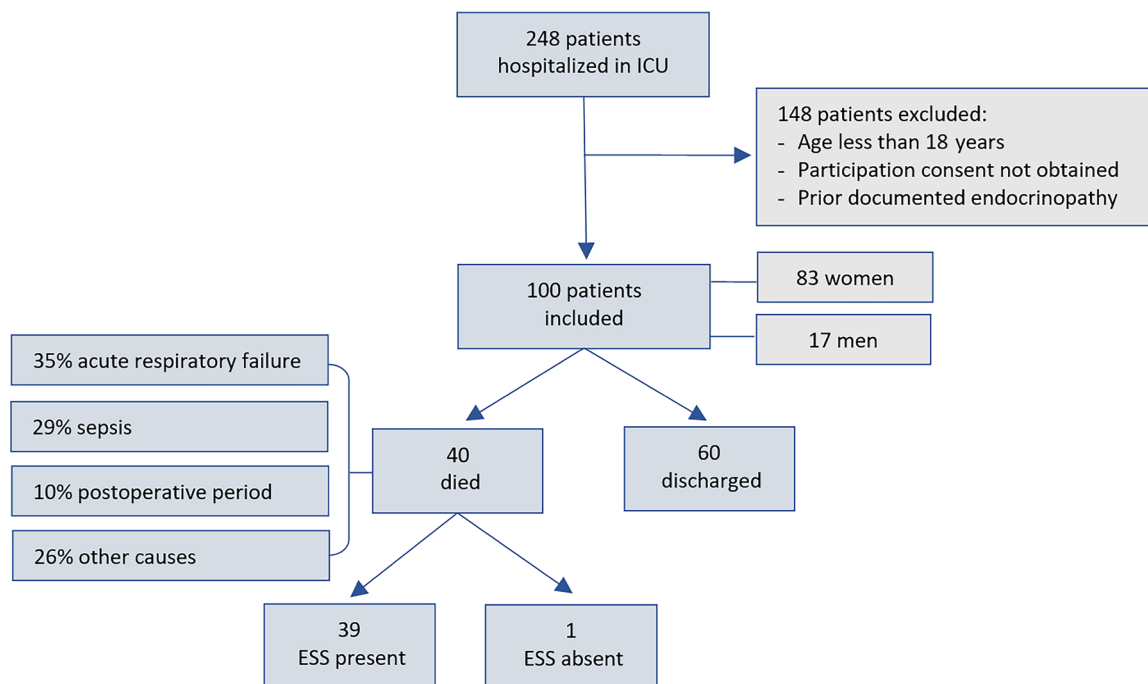 248 patients
hospitalized in ICU
148 patients excluded:
- Age less than 18 years
- Participation consent not obtained
- Prior documented endocrinopathy
100 patients
included
83 women
17 men
35% acute respiratory failure
29% sepsis
10% postoperative period
26% other causes
40
died
60
discharged
39
ESS present
1
ESS absent